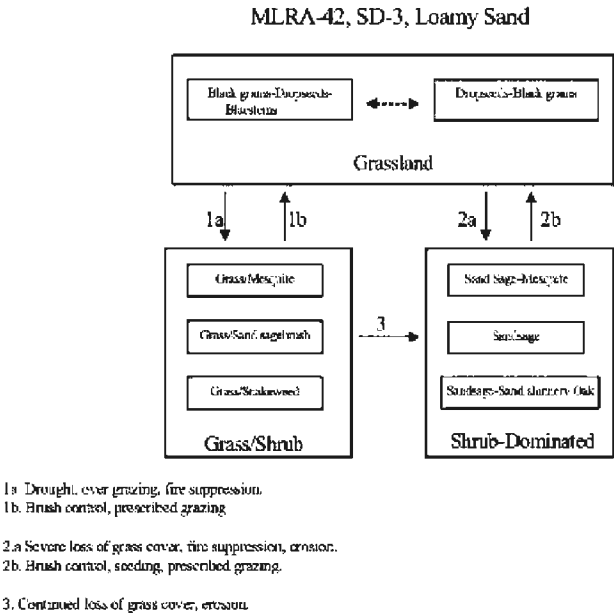 MLRA-42, SD-3, Loamy Sand
Black grama-Dropseeds-
Bluestems
Dropseeds-Black grama
Grassland
1a
1b
2a
2b
Grass/Mesquite
Grass/Sand sagebrush
Grass/Snakeweed
Grass/Shrub
3
Sand Sage-Mesquite
Sandsage
Sandsage-Sand shinnery Oak
Shrub-Dominated
1a Drought, over grazing, fire suppression.
1b. Brush control, prescribed grazing
2.a Severe loss of grass cover, fire suppression, erosion.
2b. Brush control, seeding, prescribed grazing.
3. Continued loss of grass cover, erosion.